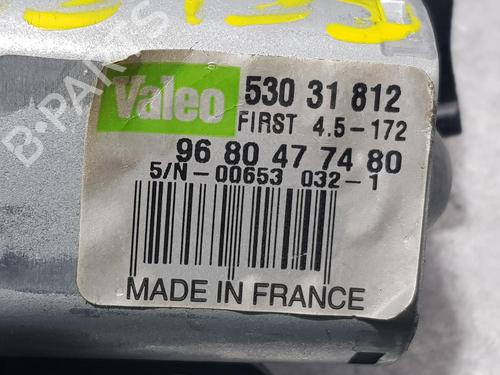 Valeo 530 31 812
FIRST 4.5-172
96 80 47 74 80
S/N-00653 032-1
MADE IN FRANCE
B-PARTS